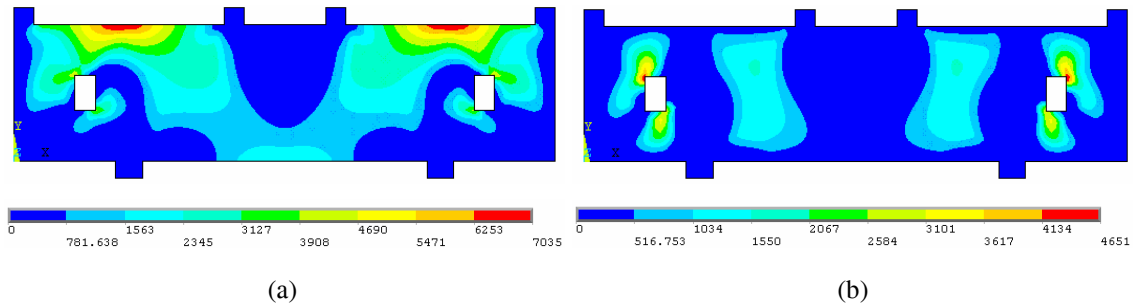 Y
X
0 1563 3127 4690 6253
781.638 2345 3908 5471 7035
(a)
Y
X
0 1034 2067 3101 4134
516.753 1550 2584 3617 4651
(b)